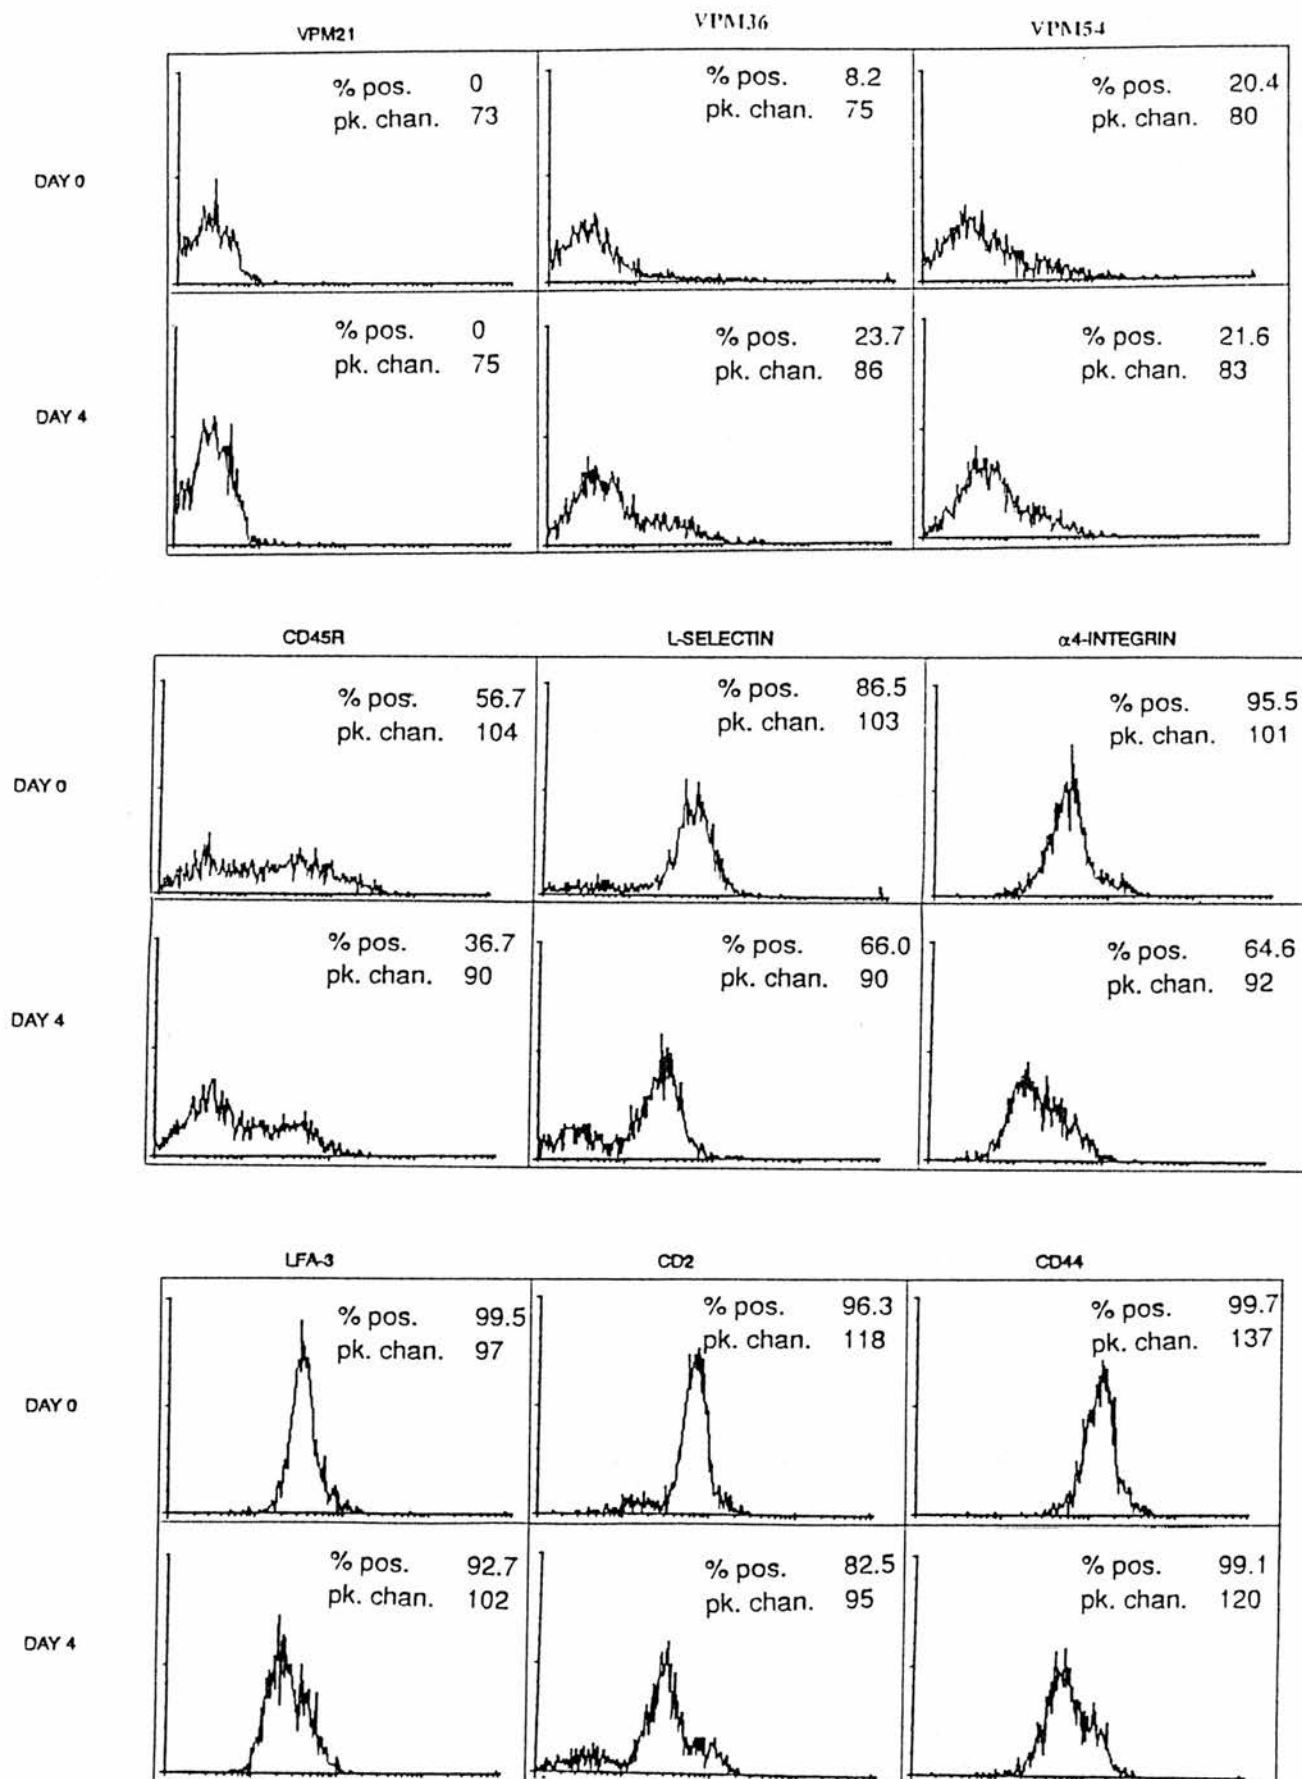 VPM21 VPM36 VPM54
DAY 0
% pos. 0
pk. chan. 73
% pos. 8.2
pk. chan. 75
% pos. 20.4
pk. chan. 80
DAY 4
% pos. 0
pk. chan. 75
% pos. 23.7
pk. chan. 86
% pos. 21.6
pk. chan. 83
CD45R L-SELECTIN α4-INTEGRIN
DAY 0
% pos. 56.7
pk. chan. 104
% pos. 86.5
pk. chan. 103
% pos. 95.5
pk. chan. 101
DAY 4
% pos. 36.7
pk. chan. 90
% pos. 66.0
pk. chan. 90
% pos. 64.6
pk. chan. 92
LFA-3 CD2 CD44
DAY 0
% pos. 99.5
pk. chan. 97
% pos. 96.3
pk. chan. 118
% pos. 99.7
pk. chan. 137
DAY 4
% pos. 92.7
pk. chan. 102
% pos. 82.5
pk. chan. 95
% pos. 99.1
pk. chan. 120